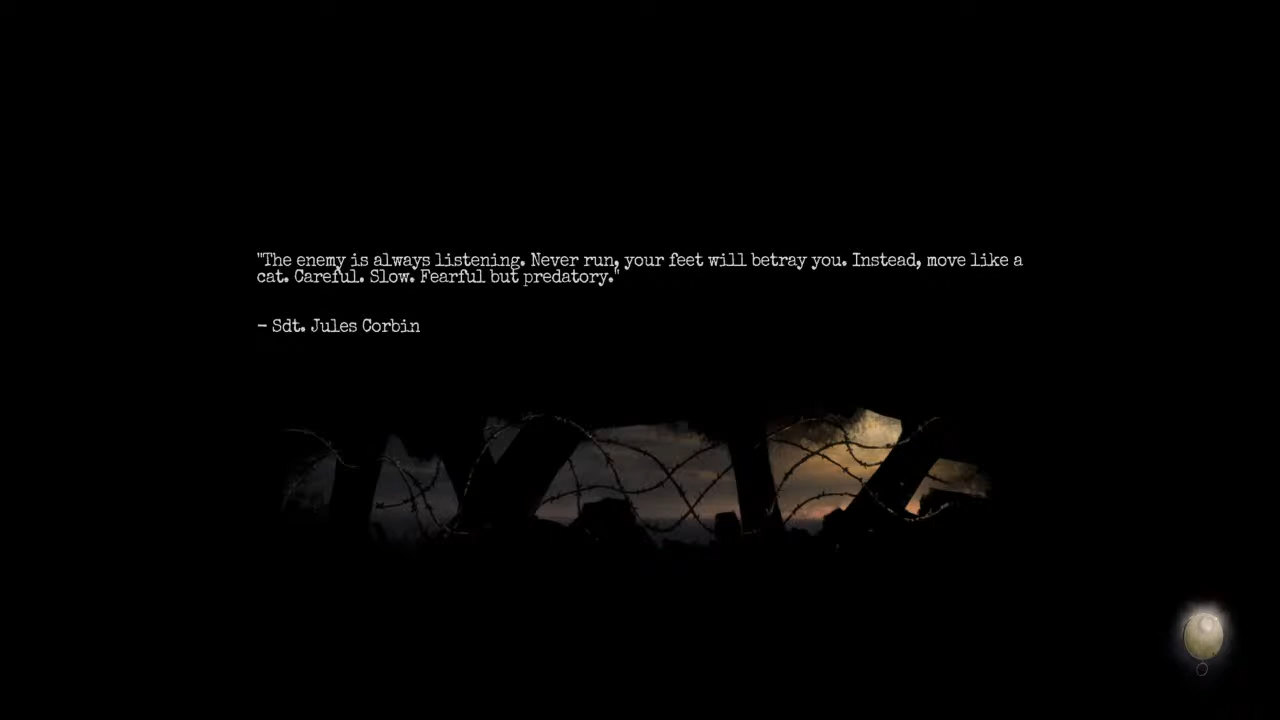 "The enemy is always listening. Never run, your feet will betray you. Instead, move like a
cat. Careful. Slow. Fearful but predatory."
- Sdt. Jules Corbin